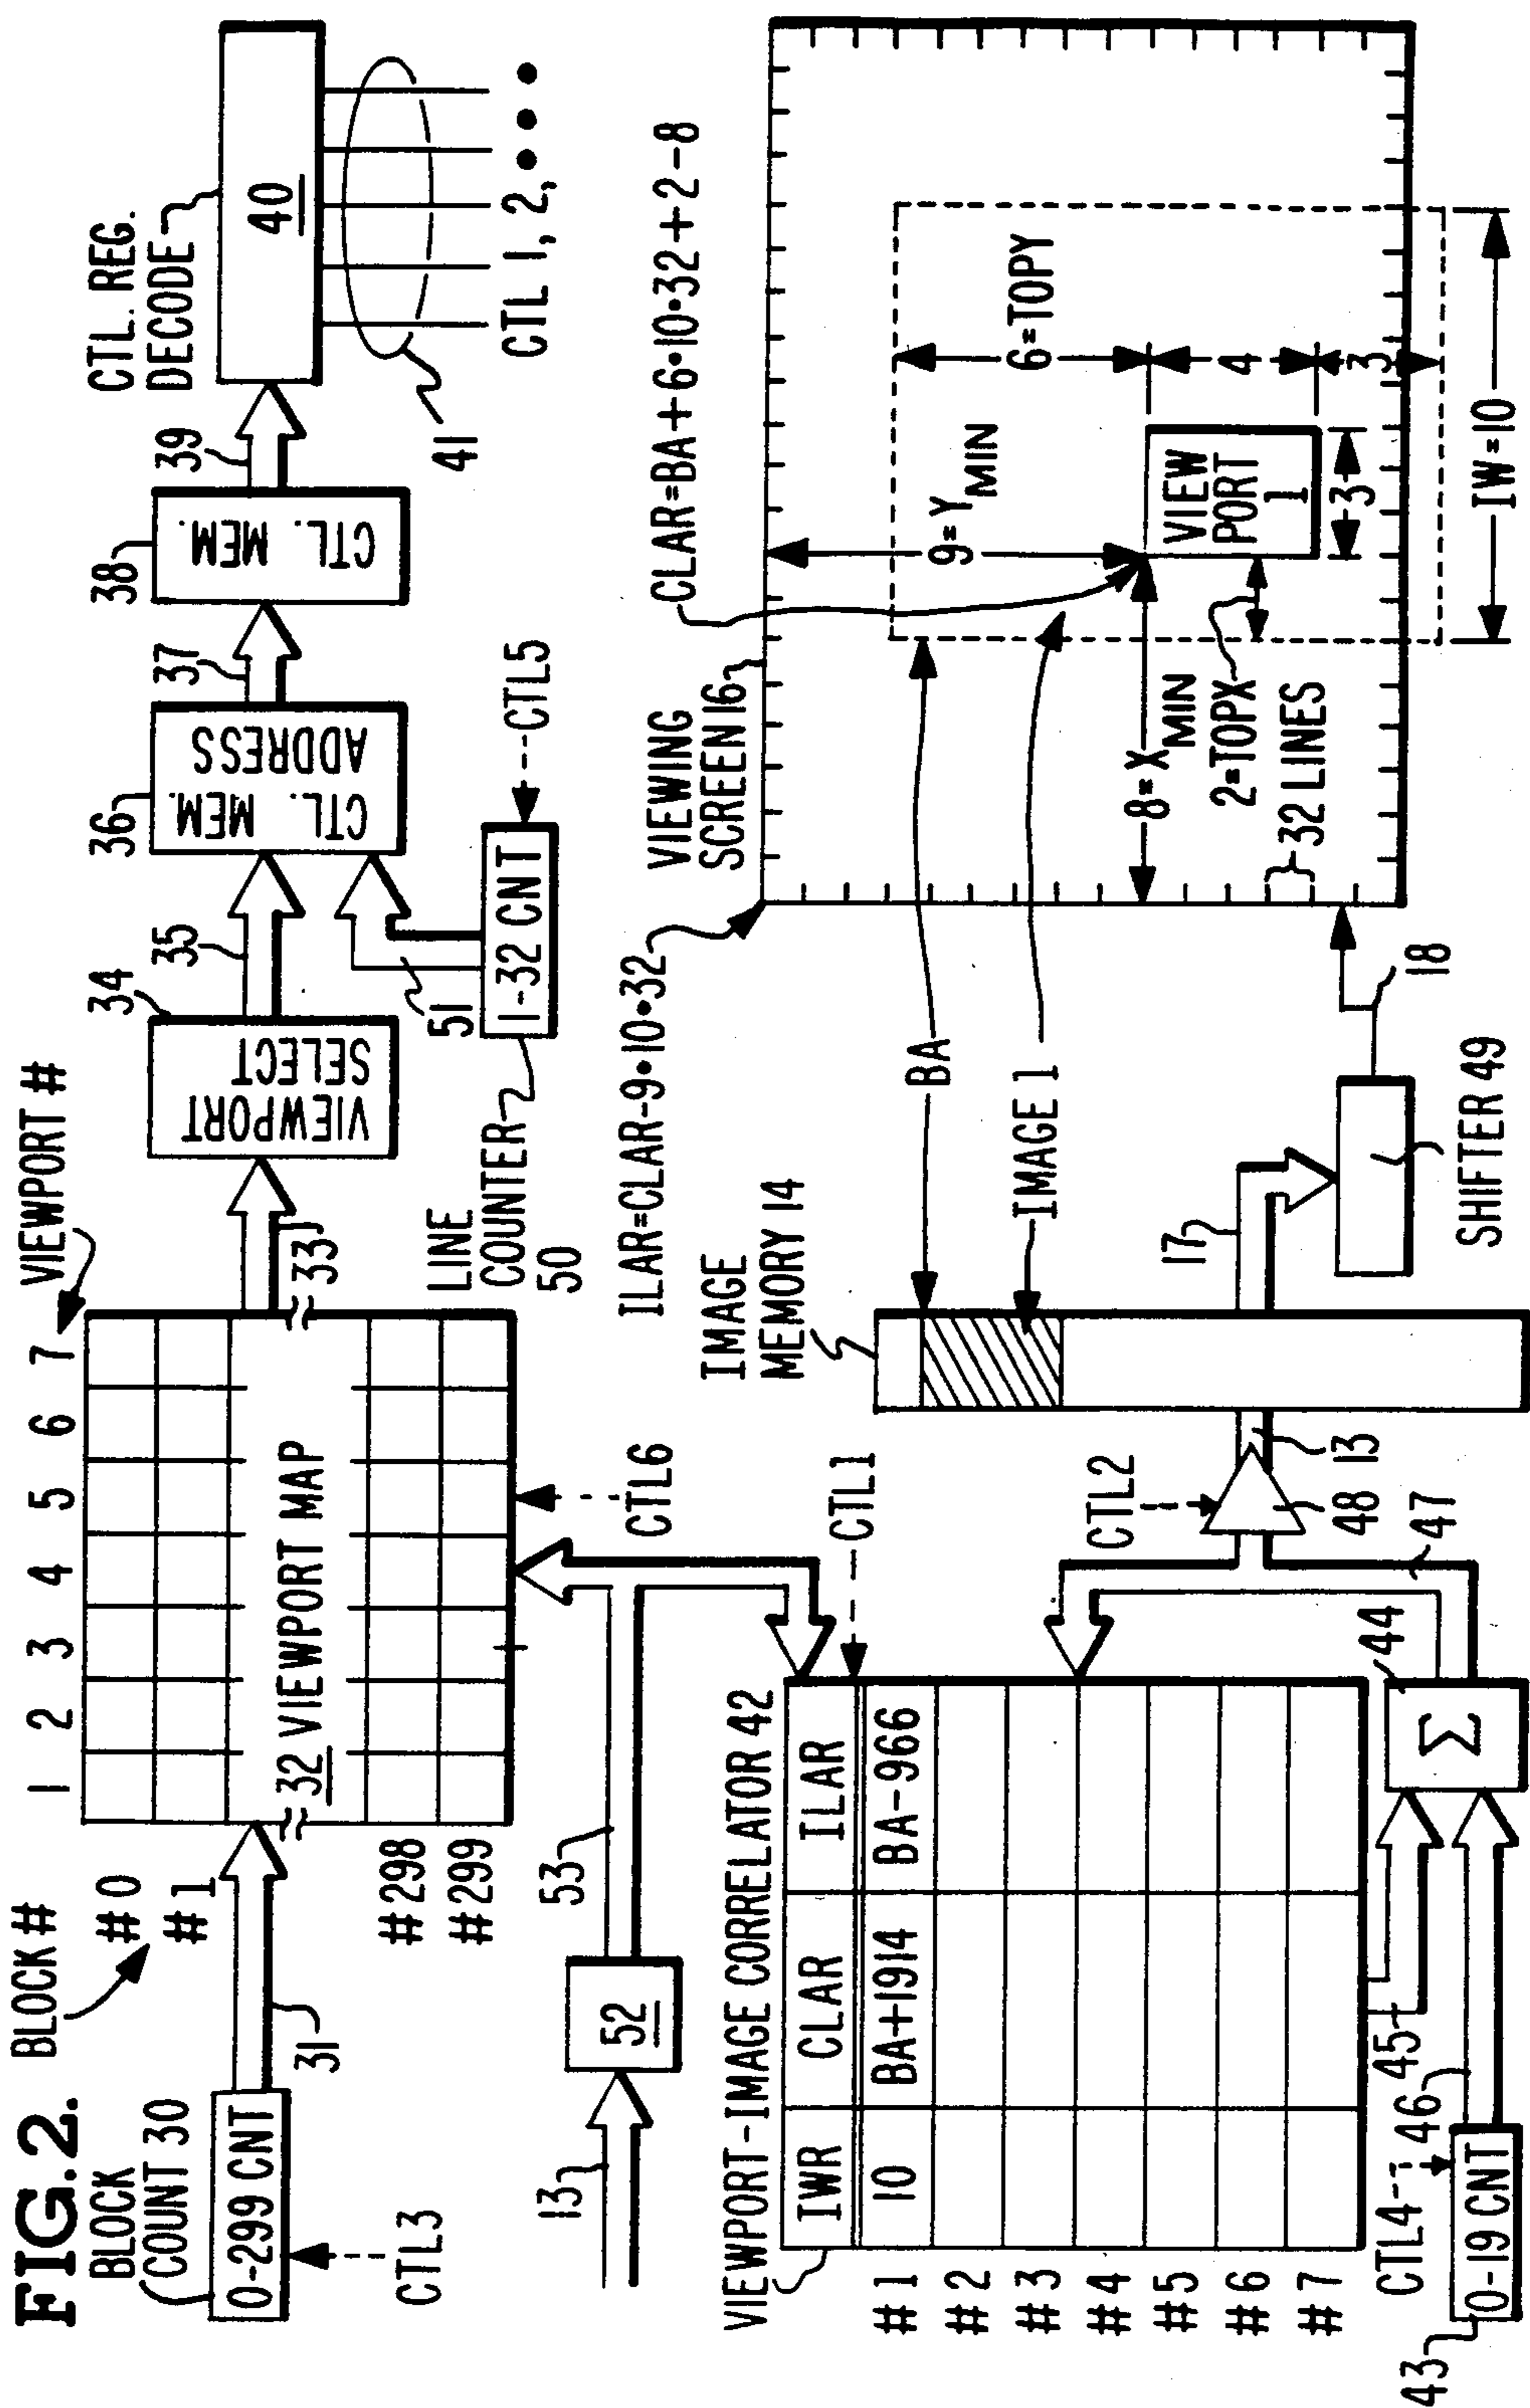 FIG.2.
BLOCK
COUNT 30
0-299 CNT
CTL3
31
BLOCK #
# 0
# 1
# 298
# 299
1 2 3 4 5 6 7
VIEWPORT #
32 VIEWPORT MAP
33
VIEWPORT
SELECT
34
35
36
CTL. MEM.
ADDRESS
37
38
CTL.
MEM.
39
CTL. REG.
DECODE
40
41
CTL 1, 2, • • •
LINE
COUNTER
50
1-32 CNT
51
CTL5
13
52
53
CTL6
VIEWPORT-IMAGE CORRELATOR 42
CTL1
IWR CLAR ILAR
# 1 10 BA+1914 BA-966
# 2
# 3
# 4
# 5
# 6
# 7
CTL4
43
0-19 CNT
45
46
44
Σ
47
48
CTL2
13
IMAGE
MEMORY 14
17
SHIFTER 49
18
BA
IMAGE 1
ILAR=CLAR-9•10•32
VIEWING
SCREEN 16
CLAR=BA+6•10•32+2-8
9=YMIN
8=XMIN
2=TOPX
32 LINES
6=TOPY
4
3
VIEW
PORT
1
3
IW=10